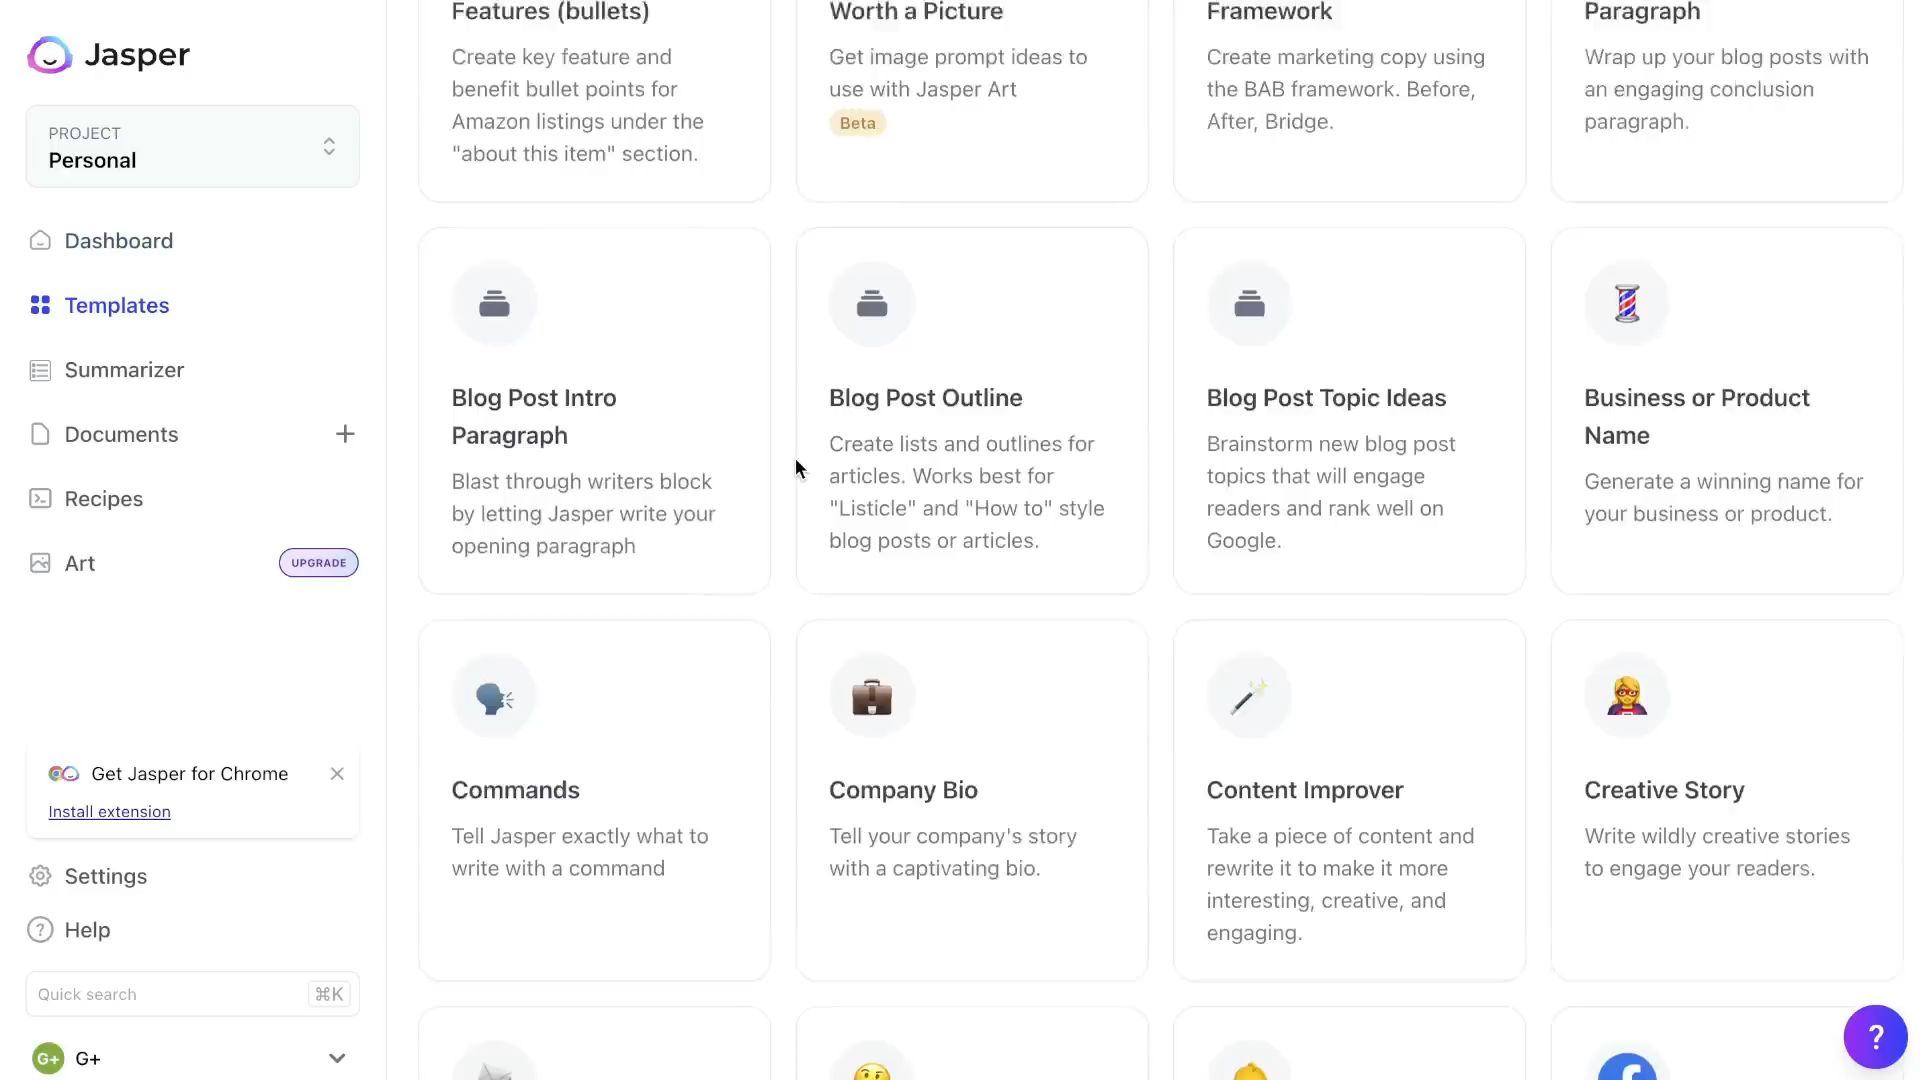 Jasper
PROJECT
Personal
Dashboard
Templates
Summarizer
Documents
Recipes
Art
UPGRADE
Get Jasper for Chrome
Install extension
Settings
Help
Quick search
⌘K
G+
G+
Features (bullets)
Create key feature and
benefit bullet points for
Amazon listings under the
"about this item" section.
Worth a Picture
Get image prompt ideas to
use with Jasper Art
Beta
Framework
Create marketing copy using
the BAB framework. Before,
After, Bridge.
Paragraph
Wrap up your blog posts with
an engaging conclusion
paragraph.
Blog Post Intro
Paragraph
Blast through writers block
by letting Jasper write your
opening paragraph
Blog Post Outline
Create lists and outlines for
articles. Works best for
"Listicle" and "How to" style
blog posts or articles.
Blog Post Topic Ideas
Brainstorm new blog post
topics that will engage
readers and rank well on
Google.
Business or Product
Name
Generate a winning name for
your business or product.
Commands
Tell Jasper exactly what to
write with a command
Company Bio
Tell your company's story
with a captivating bio.
Content Improver
Take a piece of content and
rewrite it to make it more
interesting, creative, and
engaging.
Creative Story
Write wildly creative stories
to engage your readers.
?